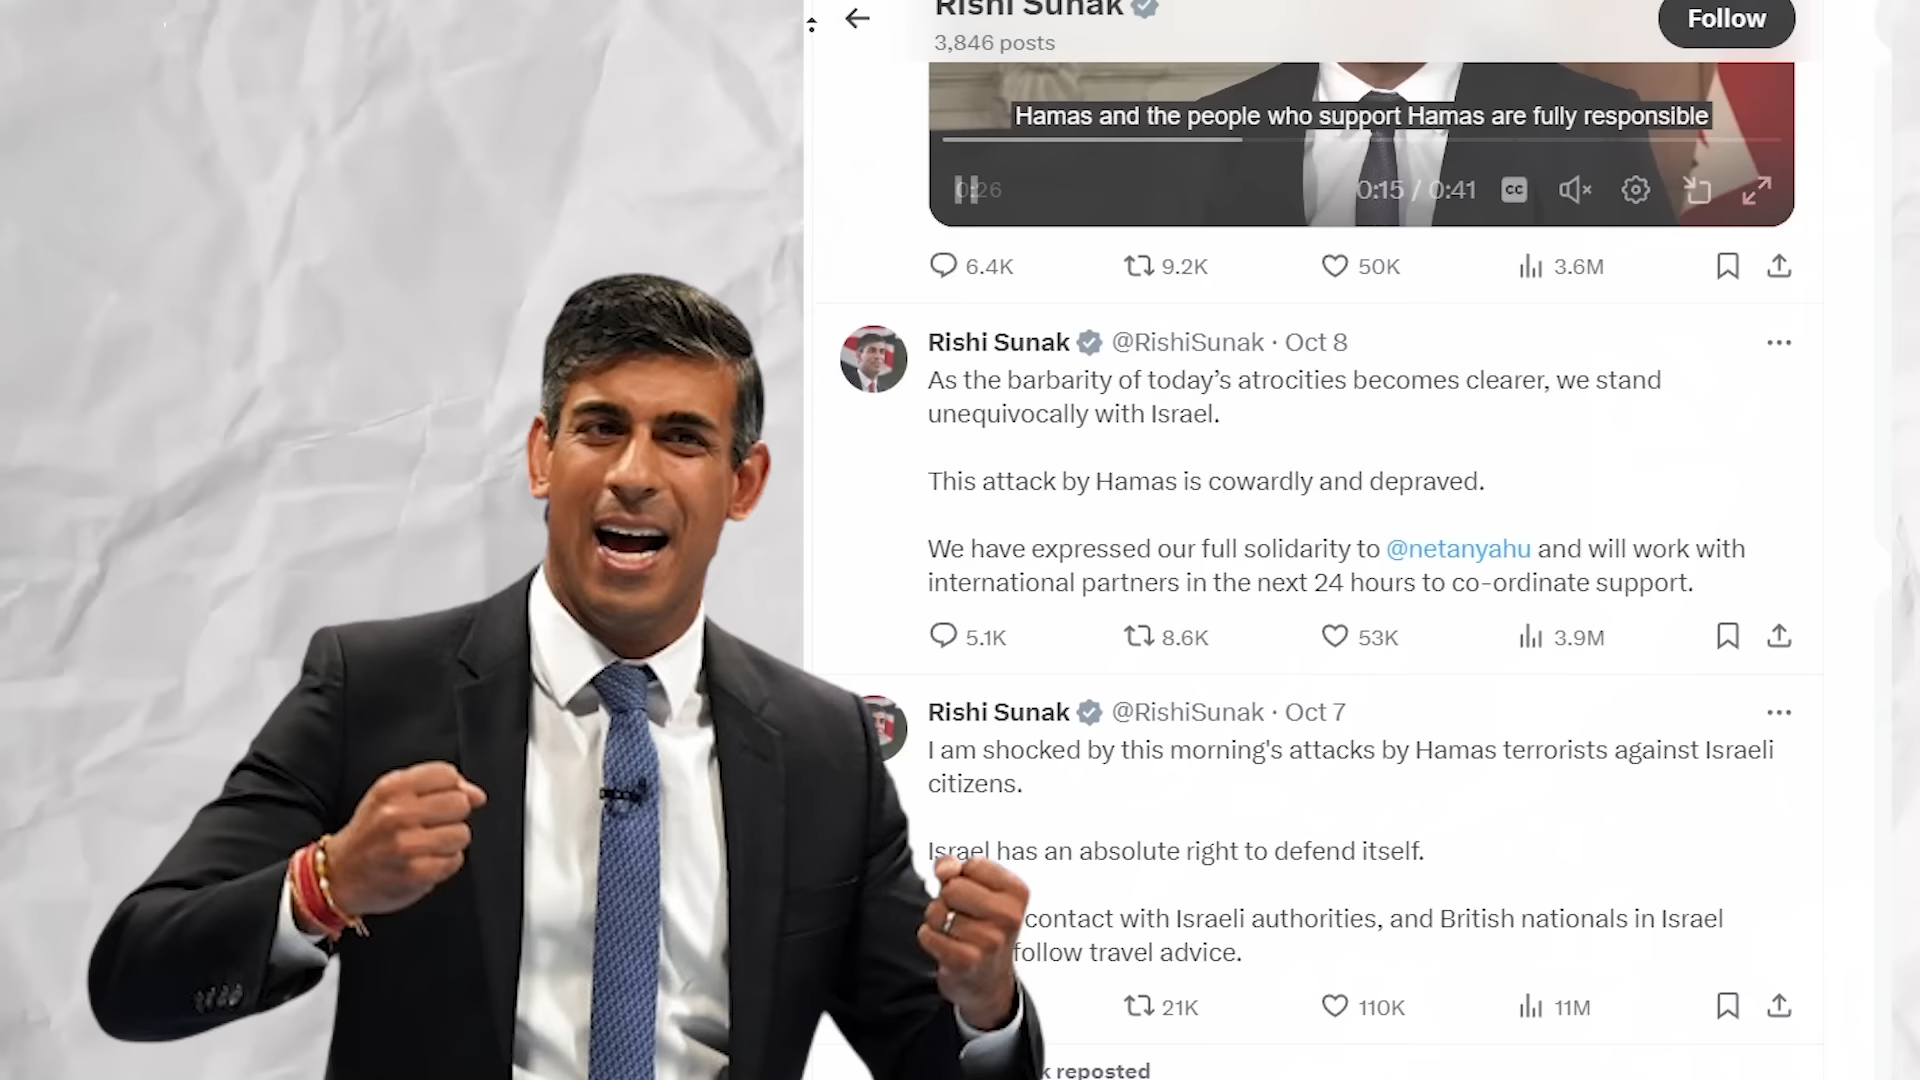 Rishi Sunak
3,846 posts
Follow
Hamas and the people who support Hamas are fully responsible
0:26
0:15 / 0:41
CC
6.4K 9.2K 50K 3.6M
Rishi Sunak @RishiSunak · Oct 8
As the barbarity of today’s atrocities becomes clearer, we stand
unequivocally with Israel.
This attack by Hamas is cowardly and depraved.
We have expressed our full solidarity to @netanyahu and will work with
international partners in the next 24 hours to co-ordinate support.
5.1K 8.6K 53K 3.9M
Rishi Sunak @RishiSunak · Oct 7
I am shocked by this morning's attacks by Hamas terrorists against Israeli
citizens.
Israel has an absolute right to defend itself.
contact with Israeli authorities, and British nationals in Israel
follow travel advice.
21K 110K 11M
k reposted